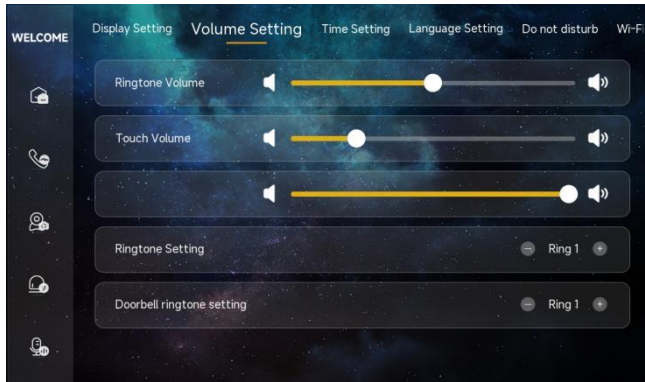 WELCOME
Display Setting Volume Setting Time Setting Language Setting Do not disturb Wi-Fi
Ringtone Volume
Touch Volume
Ringtone Setting Ring 1
Doorbell ringtone setting Ring 1